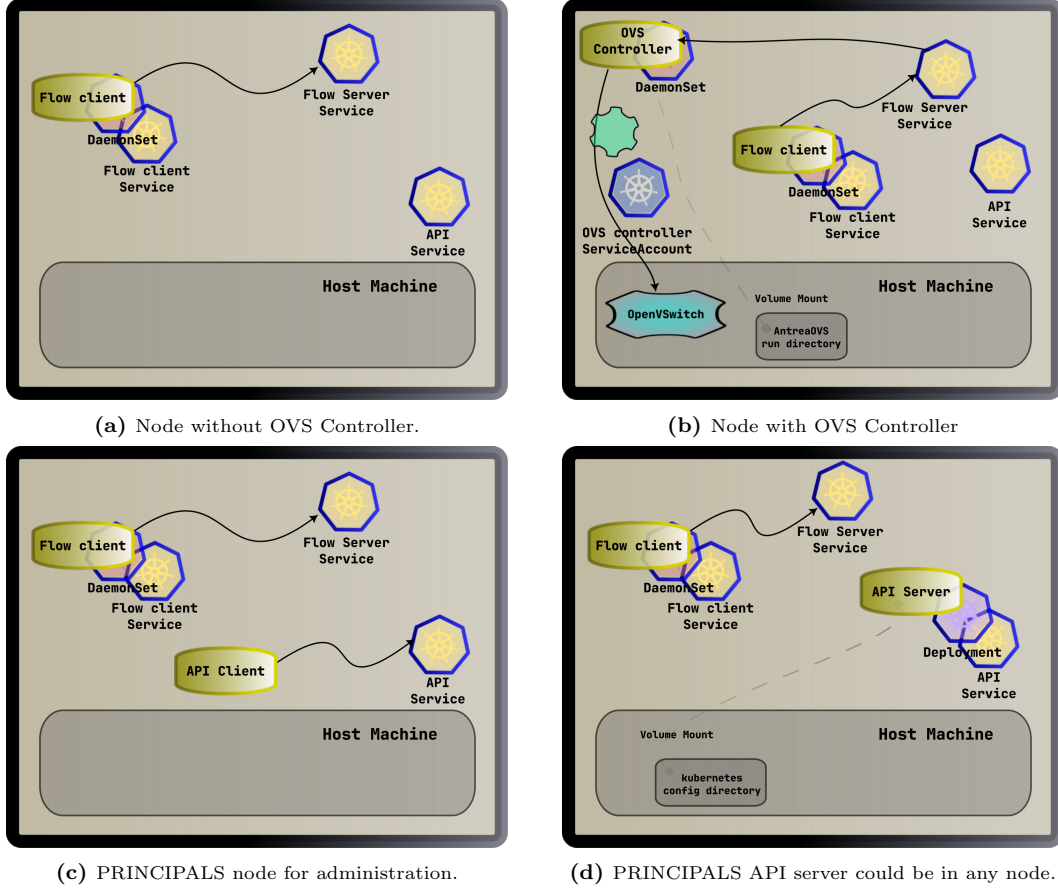 Flow client
DaemonSet
Flow client
Service
Flow Server
Service
API
Service
Host Machine
(a) Node without OVS Controller.
OVS
Controller
DaemonSet
Flow Server
Service
Flow client
DaemonSet
Flow client
Service
API
Service
OVS controller
ServiceAccount
Host Machine
OpenVSwitch
Volume Mount
AntreaOVS
run directory
(b) Node with OVS Controller
Flow client
DaemonSet
Flow client
Service
Flow Server
Service
API Client
API
Service
Host Machine
(c) PRINCIPALS node for administration.
Flow client
DaemonSet
Flow client
Service
Flow Server
Service
API Server
Deployment
API
Service
Host Machine
Volume Mount
kubernetes
config directory
(d) PRINCIPALS API server could be in any node.